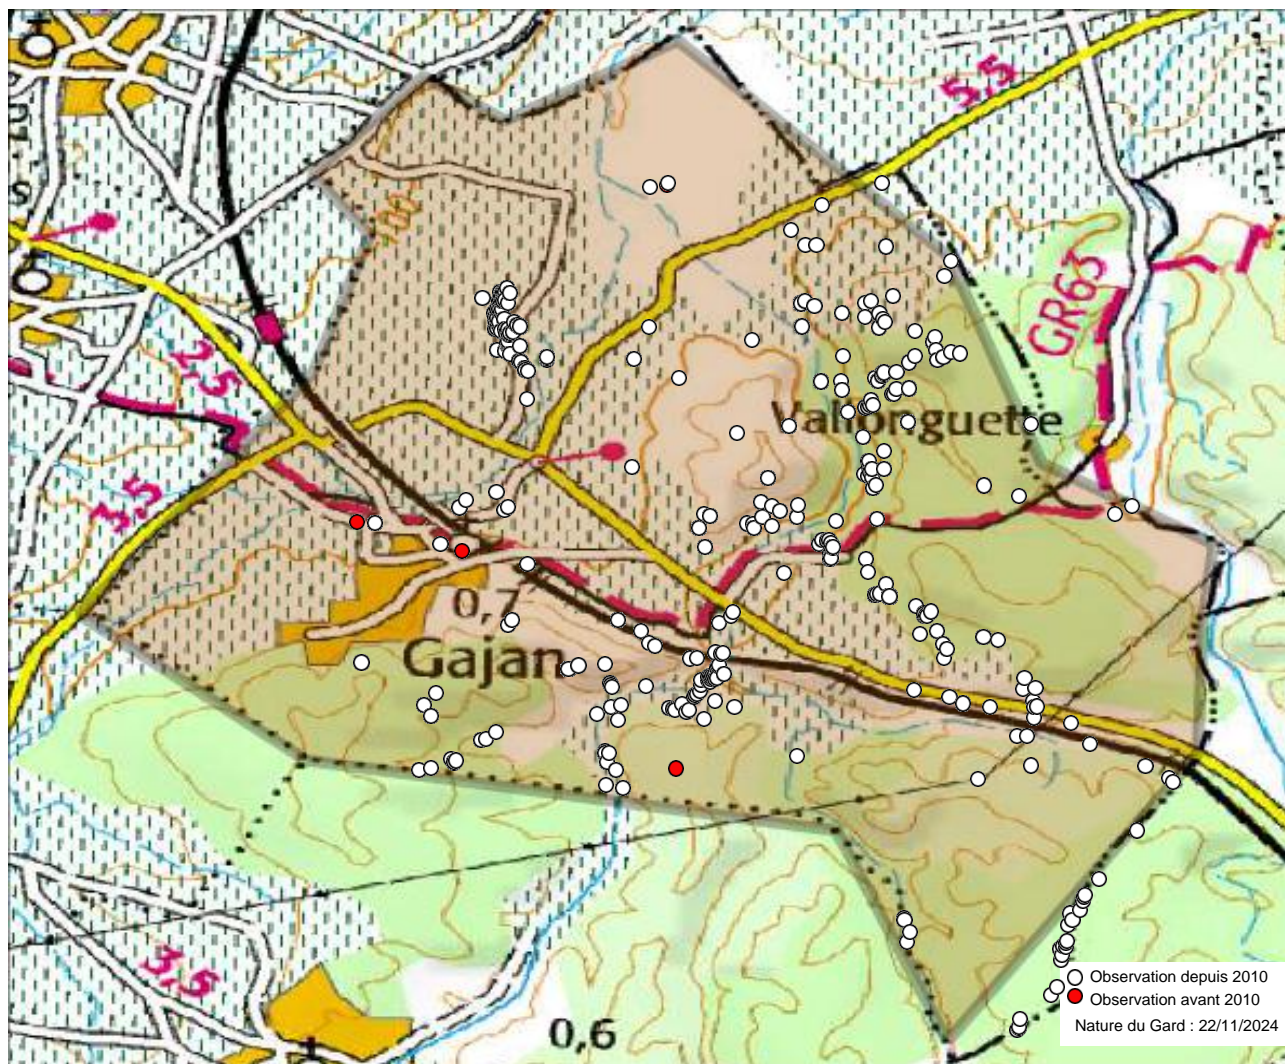 5,5
100
GR63
2,5
Vallonguette
3,5
0,7
Gajan
3,5
0,6
Observation depuis 2010
Observation avant 2010
Nature du Gard : 22/11/2024